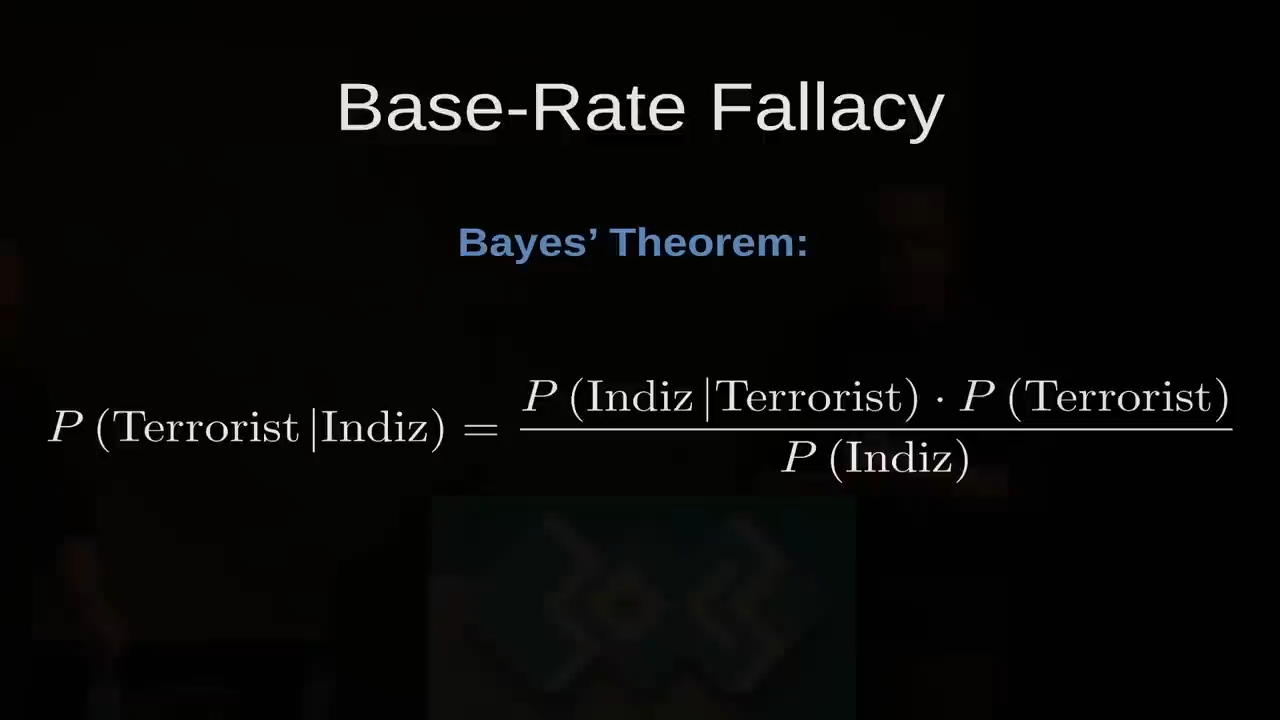 Base-Rate Fallacy
Bayes’ Theorem:
P (Terrorist |Indiz) = P (Indiz |Terrorist) · P (Terrorist)
P (Indiz)